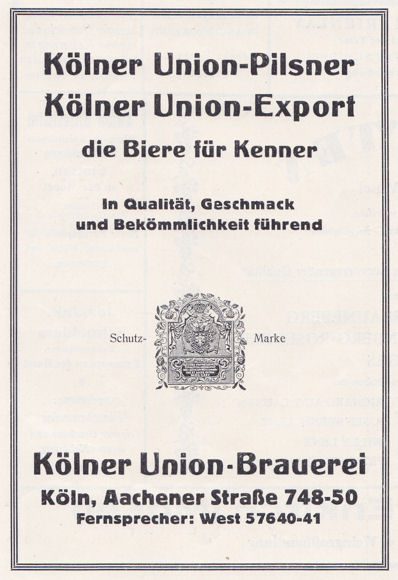 Kölner Union-Pilsner
Kölner Union-Export
die Biere für Kenner
In Qualität, Geschmack
und Bekömmlichkeit führend
Schutz- Marke
Kölner Union-Brauerei
Köln, Aachener Straße 748-50
Fernsprecher: West 57640-41